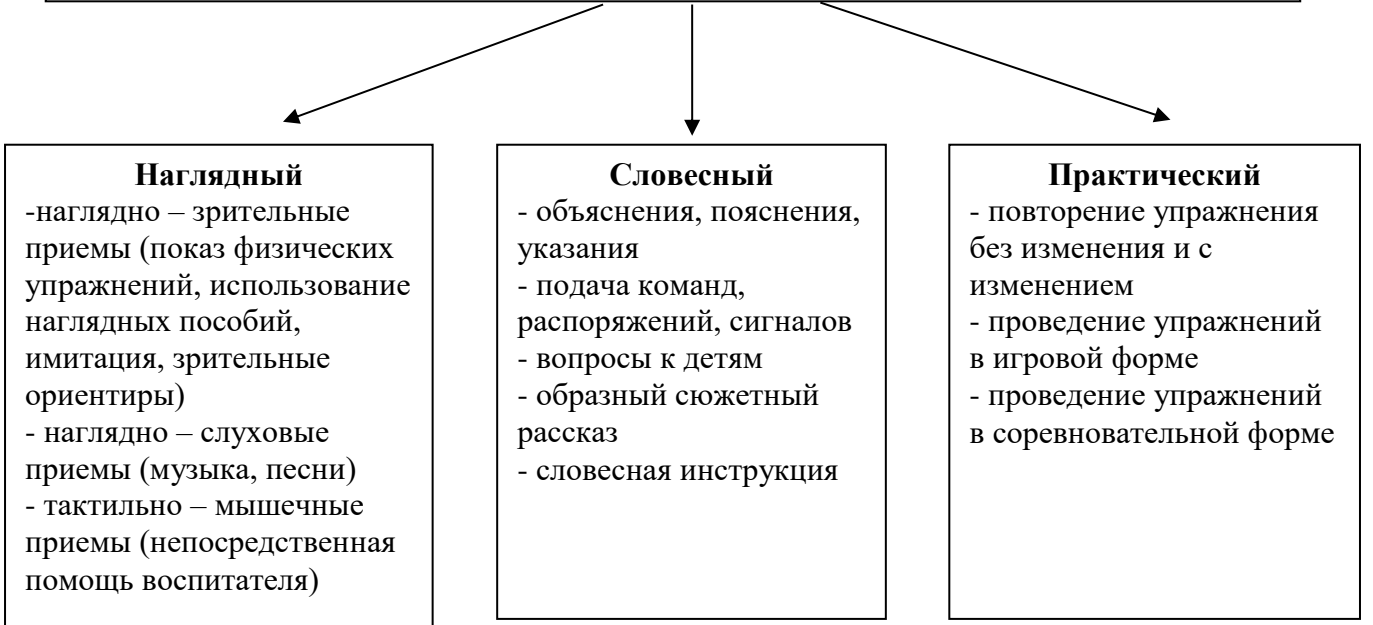 Наглядный
-наглядно – зрительные
приемы (показ физических
упражнений, использование
наглядных пособий,
имитация, зрительные
ориентиры)
- наглядно – слуховые
приемы (музыка, песни)
- тактильно – мышечные
приемы (непосредственная
помощь воспитателя)
Словесный
- объяснения, пояснения,
указания
- подача команд,
распоряжений, сигналов
- вопросы к детям
- образный сюжетный
рассказ
- словесная инструкция
Практический
- повторение упражнения
без изменения и с
изменением
- проведение упражнений
в игровой форме
- проведение упражнений
в соревновательной форме